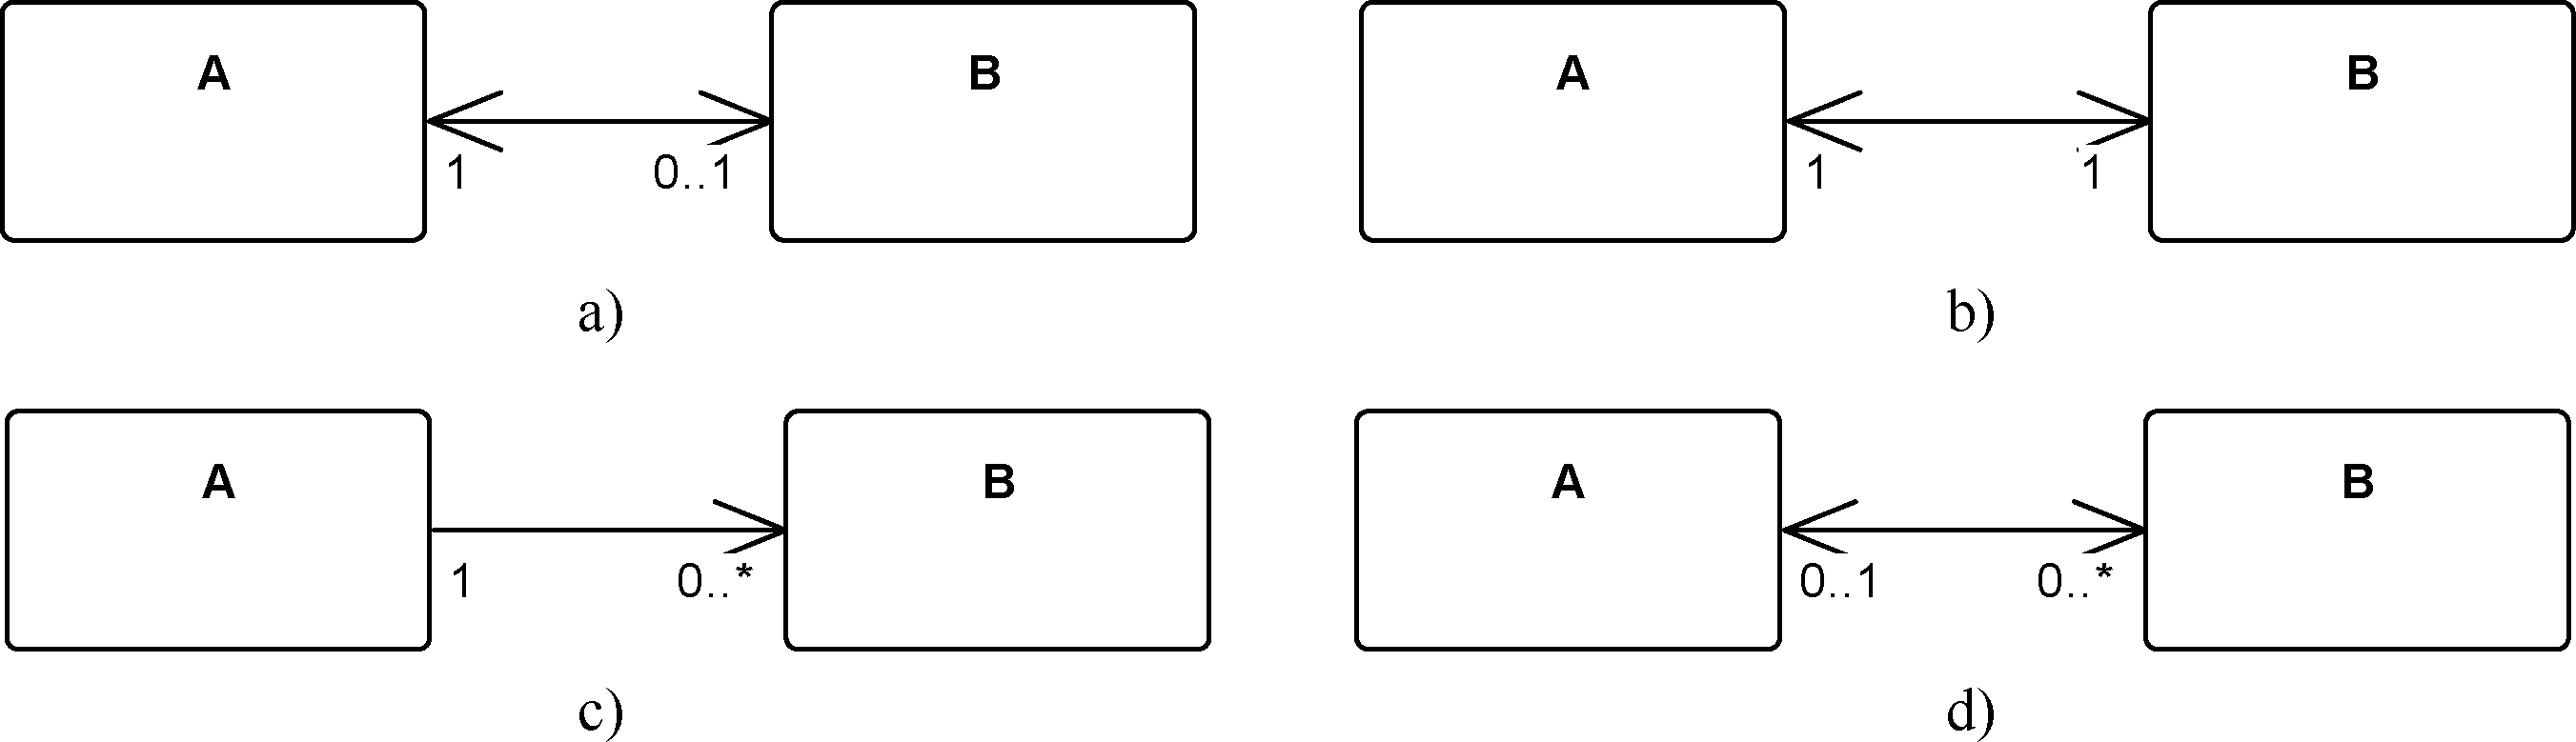 A B A B
1 0..1 1 1
a) b)
A B A B
1 0..* 0..1 0..*
c) d)